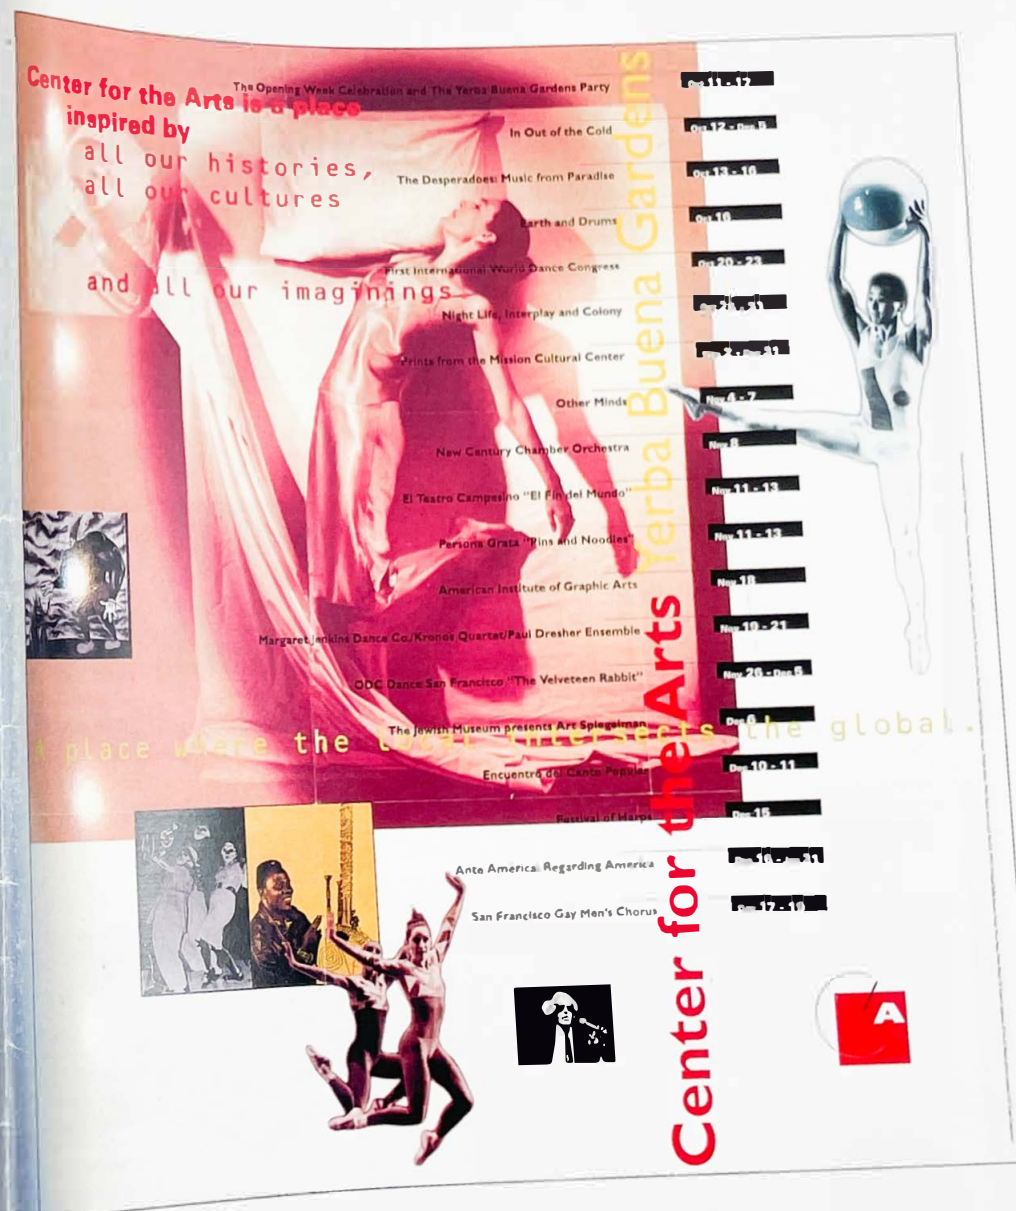 Center for the Arts is a place
inspired by
all our histories,
all our cultures
and all our imaginings
The Opening Week Celebration and The Yerba Buena Gardens Party Oct 11 - 12
In Out of the Cold Oct 12 - Dec 5
The Desperadoes: Music from Paradise Oct 13 - 16
Earth and Drums Oct 16
First International World Dance Congress Oct 20 - 23
Night Life, Interplay and Colony
Prints from the Mission Cultural Center
Other Minds Nov 4 - 7
New Century Chamber Orchestra Nov 8
El Teatro Campesino "El Fin del Mundo" Nov 11 - 13
Persona Grata "Pins and Noodles" Nov 11 - 13
American Institute of Graphic Arts Nov 18
Margaret Jenkins Dance Co./Kronos Quartet/Paul Dresher Ensemble Nov 19 - 21
ODC Dance San Francisco "The Velveteen Rabbit" Nov 26 - Dec 5
The Jewish Museum presents Art Spiegelman Dec 6
Encuentro del Canto Popular Dec 10 - 11
Festival of Harps Dec 15
Ante America: Regarding America
San Francisco Gay Men's Chorus Dec 17 - 19
A place where the local intersects the global.
Yerba Buena Gardens
Center for the Arts
A